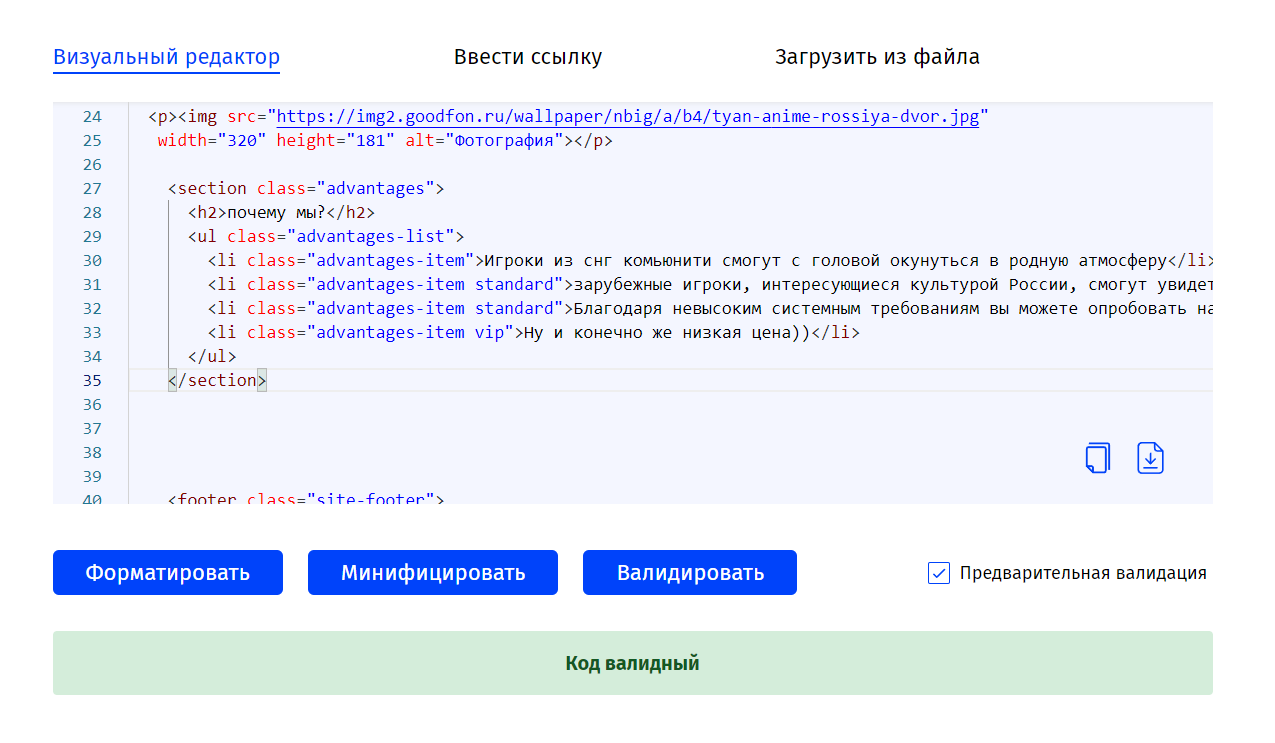 Визуальный редактор Ввести ссылку Загрузить из файла
24 <p><img src="https://img2.goodfon.ru/wallpaper/nbig/a/b4/tyan-anime-rossiya-dvor.jpg"
25 width="320" height="181" alt="Фотография"></p>
26
27 <section class="advantages">
28 <h2>почему мы?</h2>
29 <ul class="advantages-list">
30 <li class="advantages-item">Игроки из снг комьюнити смогут с головой окунуться в родную атмосферу</li>
31 <li class="advantages-item standard">зарубежные игроки, интересующиеся культурой России, смогут увидет
32 <li class="advantages-item standard">Благодаря невысоким системным требованиям вы можете опробовать на
33 <li class="advantages-item vip">Ну и конечно же низкая цена))</li>
34 </ul>
35 </section>
36
37
38
39
40 <footer class="site-footer">
Форматировать Минифицировать Валидировать Предварительная валидация
Код валидный